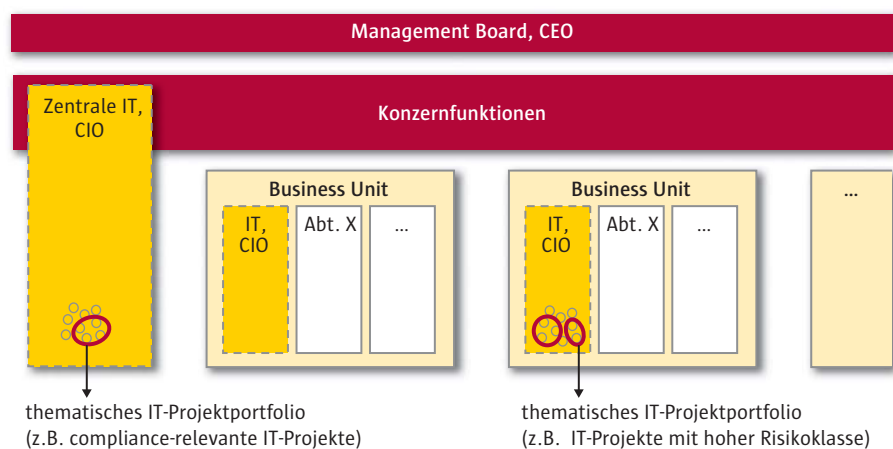 Management Board, CEO
Konzernfunktionen
Zentrale IT,
CIO
Business Unit
IT,
CIO
Abt. X
...
Business Unit
IT,
CIO
Abt. X
...
...
thematisches IT-Projektportfolio
(z.B. compliance-relevante IT-Projekte)
thematisches IT-Projektportfolio
(z.B. IT-Projekte mit hoher Risikoklasse)